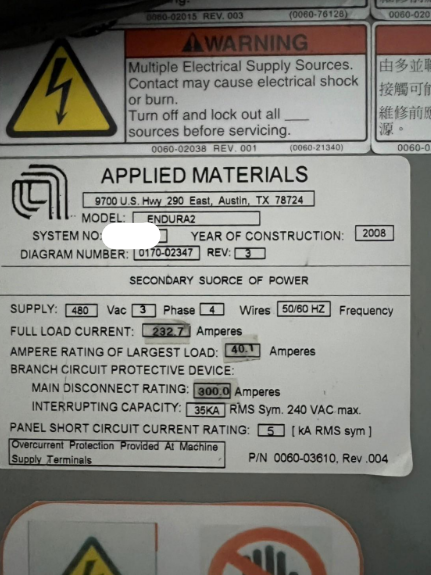 ng.
0060-02015 REV. 003 (0060-76128)
0060-020
WARNING
Multiple Electrical Supply Sources.
Contact may cause electrical shock
or burn.
Turn off and lock out all ___
sources before servicing.
0060-02038 REV. 001 (0060-21340)
由多並聯
接觸可能
維修前應
源。
0060-02
APPLIED MATERIALS
9700 U.S. Hwy 290 East, Austin, TX 78724
MODEL: ENDURA2
SYSTEM NO: YEAR OF CONSTRUCTION: 2008
DIAGRAM NUMBER: 0170-02347 REV: 3
SECONDARY SUORCE OF POWER
SUPPLY: 480 Vac 3 Phase 4 Wires 50/60 HZ Frequency
FULL LOAD CURRENT: 232.7 Amperes
AMPERE RATING OF LARGEST LOAD: 40.1 Amperes
BRANCH CIRCUIT PROTECTIVE DEVICE:
MAIN DISCONNECT RATING: 300.0 Amperes
INTERRUPTING CAPACITY: 35KA RMS Sym. 240 VAC max.
PANEL SHORT CIRCUIT CURRENT RATING: 5 [ kA RMS sym ]
Overcurrent Protection Provided At Machine
Supply Terminals
P/N 0060-03610, Rev .004